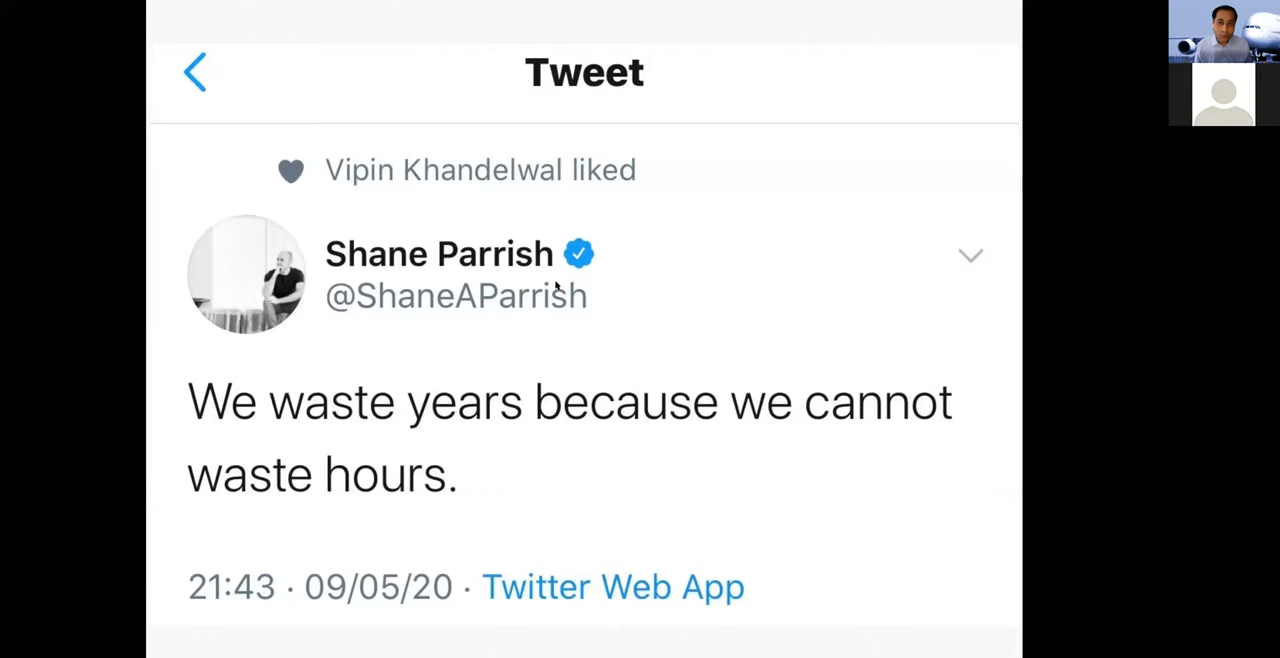 Tweet
Vipin Khandelwal liked
Shane Parrish
@ShaneAParrish
We waste years because we cannot
waste hours.
21:43 · 09/05/20 · Twitter Web App